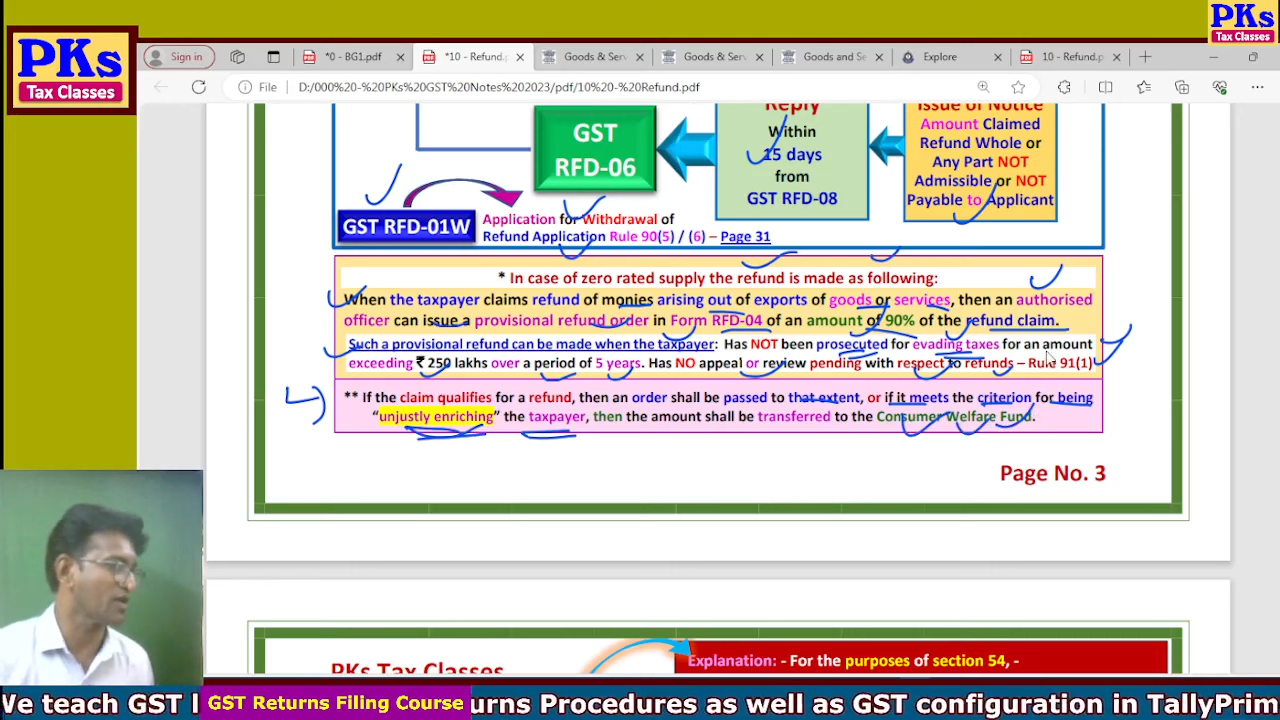 PKs
Tax Classes
PKs
Tax Classes
Sign in
*0 - BG1.pdf
*10 - Refund.p
Goods & Serv
Goods & Serv
Goods and Se
Explore
10 - Refund.p
File
D:/000%20-%20PKs%20GST%20Notes%202023/pdf/10%20-%20Refund.pdf
Reply
Within
15 days
from
GST RFD-08
Issue of Notice
Amount Claimed
Refund Whole or
Any Part NOT
Admissible or NOT
Payable to Applicant
GST
RFD-06
GST RFD-01W
Application for Withdrawal of
Refund Application Rule 90(5) / (6) – Page 31
* In case of zero rated supply the refund is made as following:
When the taxpayer claims refund of monies arising out of exports of goods or services, then an authorised
officer can issue a provisional refund order in Form RFD-04 of an amount of 90% of the refund claim.
Such a provisional refund can be made when the taxpayer: Has NOT been prosecuted for evading taxes for an amount
exceeding ₹ 250 lakhs over a period of 5 years. Has NO appeal or review pending with respect to refunds – Rule 91(1)
** If the claim qualifies for a refund, then an order shall be passed to that extent, or if it meets the criterion for being
“unjustly enriching” the taxpayer, then the amount shall be transferred to the Consumer Welfare Fund.
Page No. 3
PKs Tax Classes
Explanation: - For the purposes of section 54, -
We teach GST
GST Returns Filing Course
urns Procedures as well as GST configuration in TallyPrim